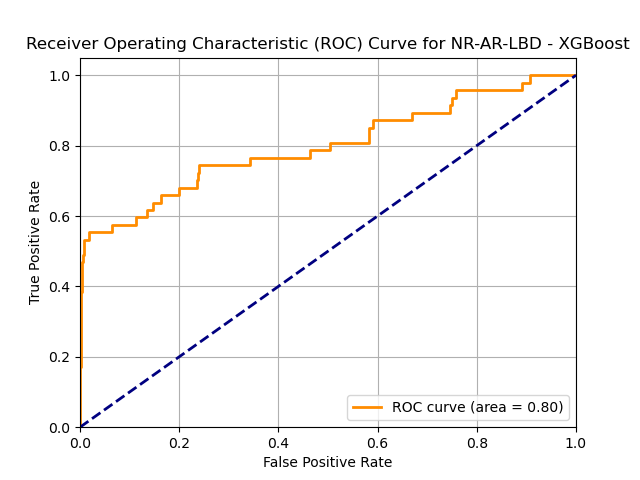 Receiver Operating Characteristic (ROC) Curve for NR-AR-LBD - XGBoost
True Positive Rate
1.0
0.8
0.6
0.4
0.2
0.0
ROC curve (area = 0.80)
0.0 0.2 0.4 0.6 0.8 1.0
False Positive Rate